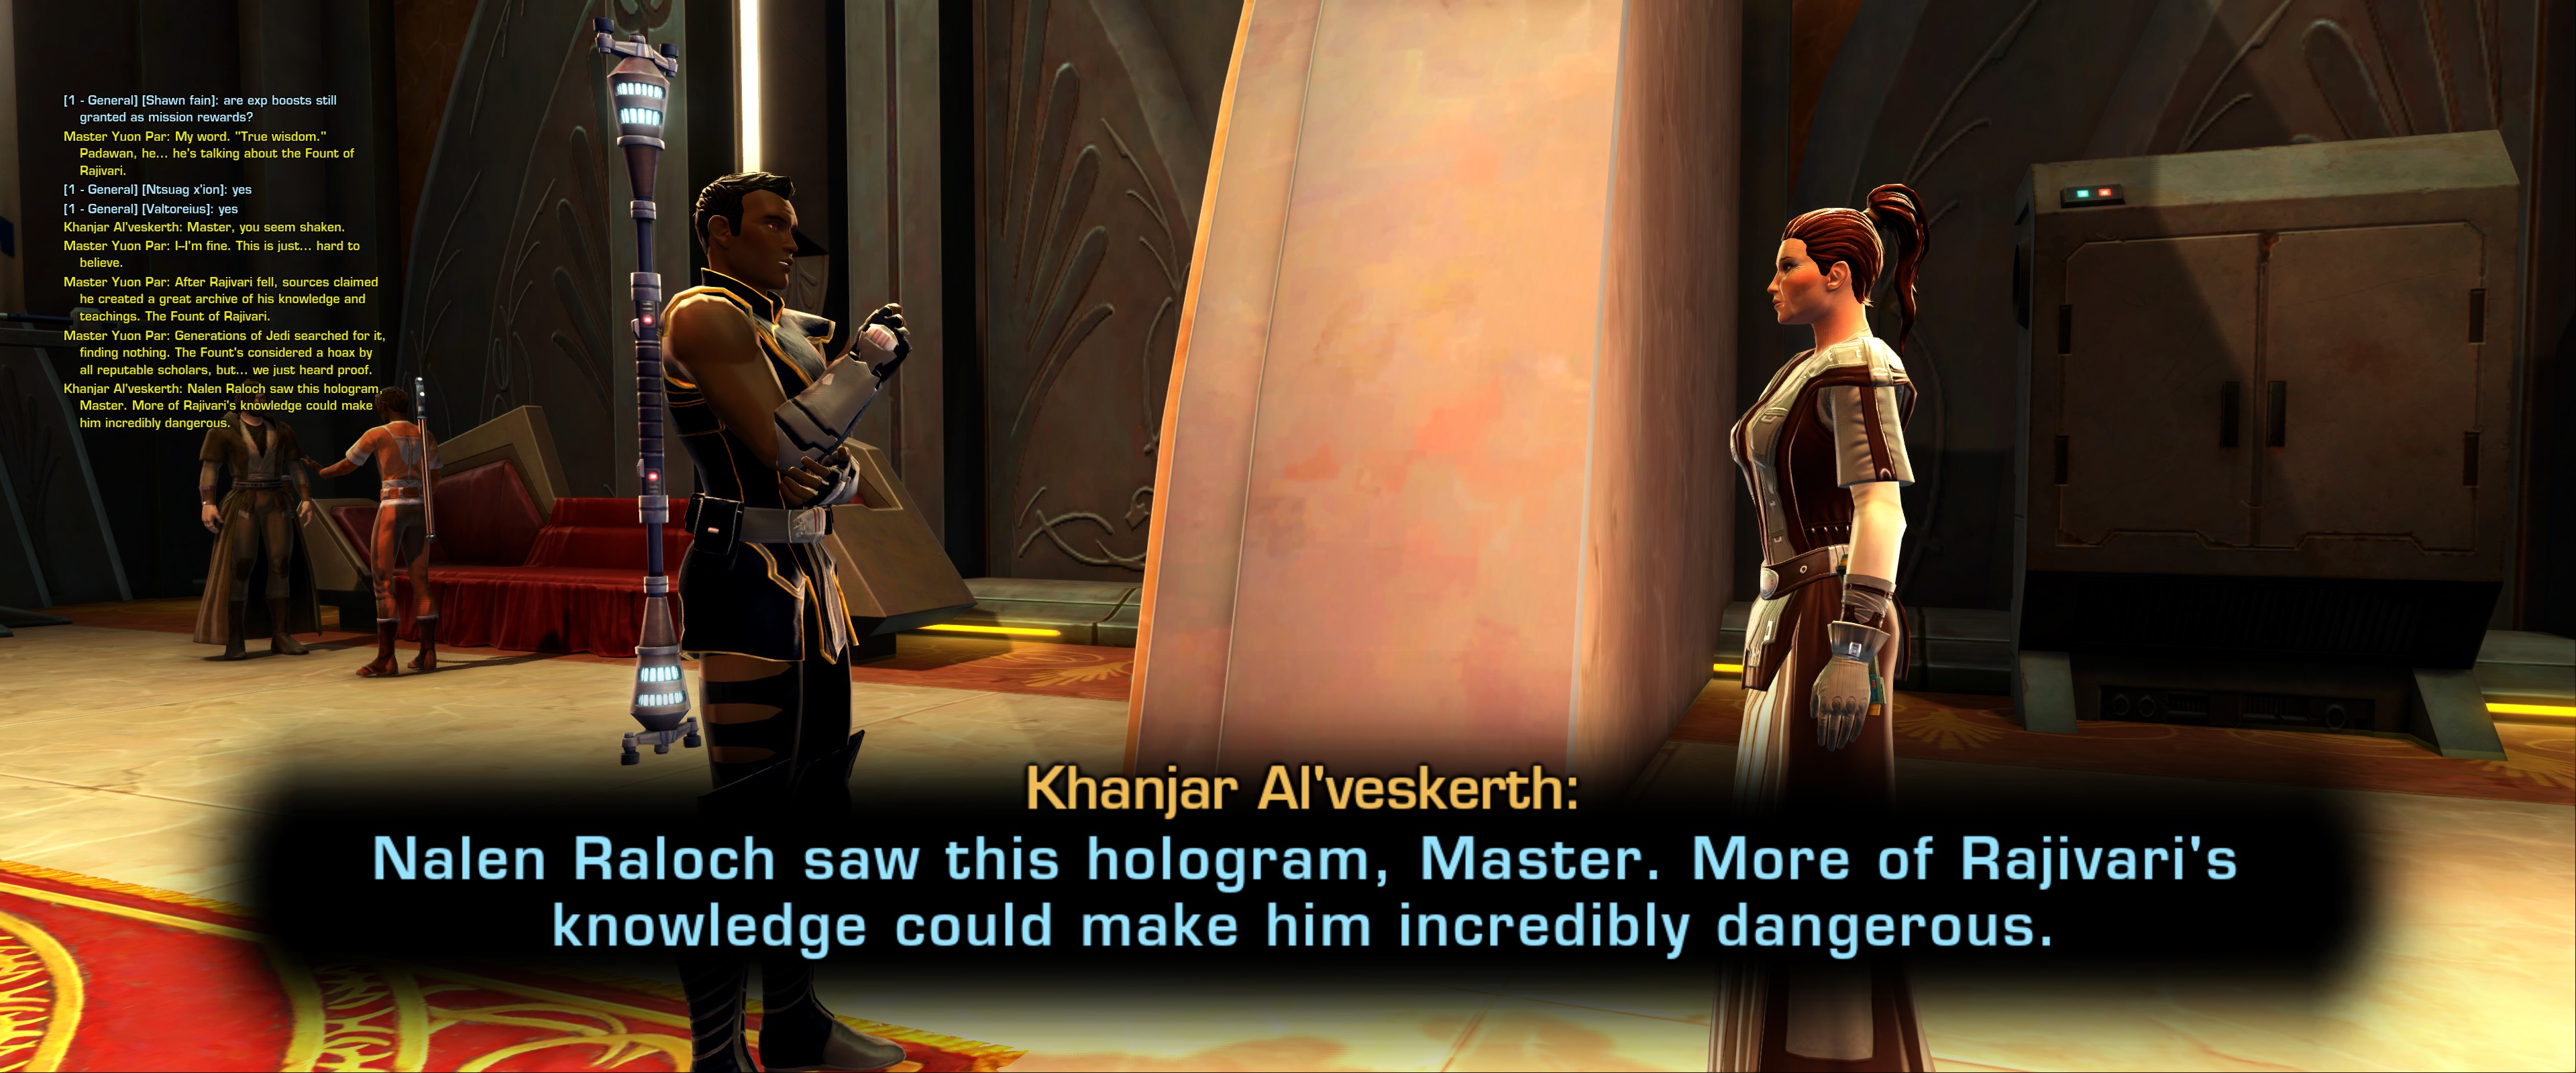 [1 - General] [Shawn fain]: are exp boosts still
granted as mission rewards?
Master Yuon Par: My word. "True wisdom."
Padawan, he... he's talking about the Fount of
Rajivari.
[1 - General] [Ntsuag x'ion]: yes
[1 - General] [Valtoreius]: yes
Khanjar Al'veskerth: Master, you seem shaken.
Master Yuon Par: I–I'm fine. This is just... hard to
believe.
Master Yuon Par: After Rajivari fell, sources claimed
he created a great archive of his knowledge and
teachings. The Fount of Rajivari.
Master Yuon Par: Generations of Jedi searched for it,
finding nothing. The Fount's considered a hoax by
all reputable scholars, but... we just heard proof.
Khanjar Al'veskerth: Nalen Raloch saw this hologram,
Master. More of Rajivari's knowledge could make
him incredibly dangerous.
Khanjar Al'veskerth:
Nalen Raloch saw this hologram, Master. More of Rajivari's
knowledge could make him incredibly dangerous.